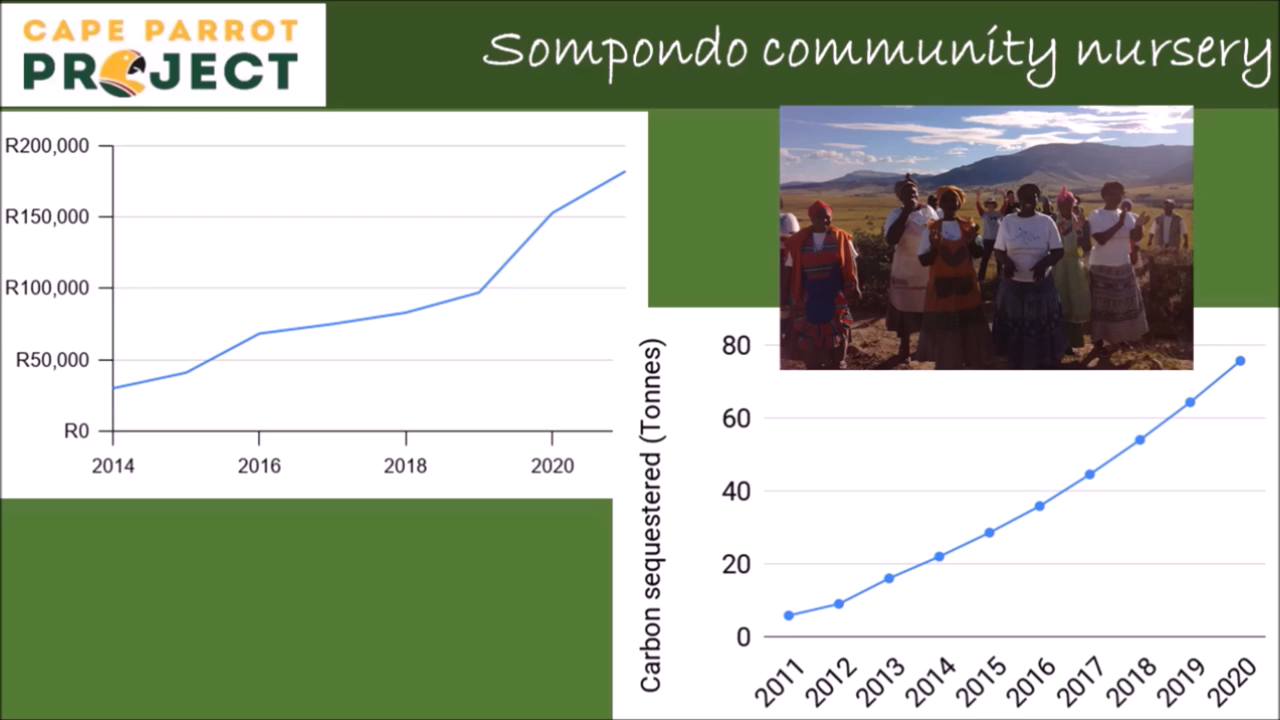 CAPE PARROT
PROJECT
Sompondo community nursery
R200,000
R150,000
R100,000
R50,000
R0
2014
2016
2018
2020
Carbon sequestered (Tonnes)
80
60
40
20
0
2011
2012
2013
2014
2015
2016
2017
2018
2019
2020